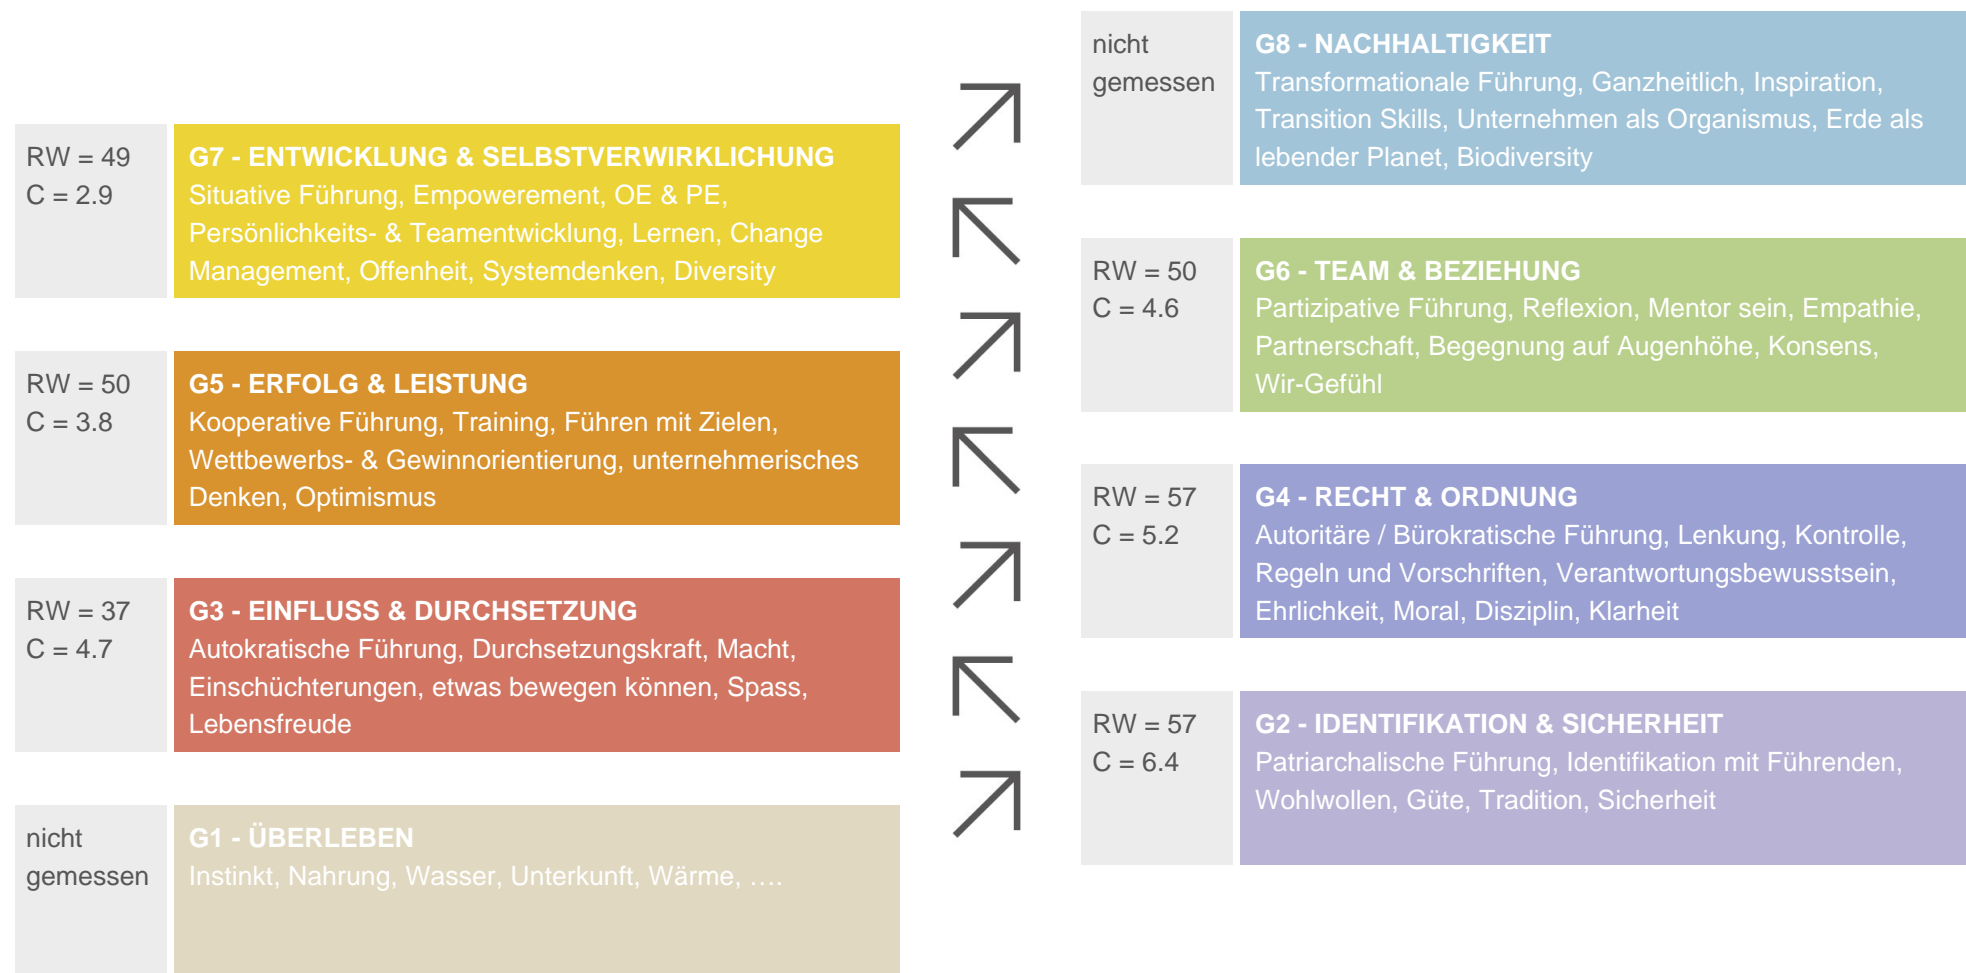 nicht
gemessen
G8 - NACHHALTIGKEIT
Transformationale Führung, Ganzheitlich, Inspiration,
Transition Skills, Unternehmen als Organismus, Erde als
lebender Planet, Biodiversity
RW = 49
C = 2.9
G7 - ENTWICKLUNG & SELBSTVERWIRKLICHUNG
Situative Führung, Empowerement, OE & PE,
Persönlichkeits- & Teamentwicklung, Lernen, Change
Management, Offenheit, Systemdenken, Diversity
RW = 50
C = 4.6
G6 - TEAM & BEZIEHUNG
Partizipative Führung, Reflexion, Mentor sein, Empathie,
Partnerschaft, Begegnung auf Augenhöhe, Konsens,
Wir-Gefühl
RW = 50
C = 3.8
G5 - ERFOLG & LEISTUNG
Kooperative Führung, Training, Führen mit Zielen,
Wettbewerbs- & Gewinnorientierung, unternehmerisches
Denken, Optimismus
RW = 57
C = 5.2
G4 - RECHT & ORDNUNG
Autoritäre / Bürokratische Führung, Lenkung, Kontrolle,
Regeln und Vorschriften, Verantwortungsbewusstsein,
Ehrlichkeit, Moral, Disziplin, Klarheit
RW = 37
C = 4.7
G3 - EINFLUSS & DURCHSETZUNG
Autokratische Führung, Durchsetzungskraft, Macht,
Einschüchterungen, etwas bewegen können, Spass,
Lebensfreude
RW = 57
C = 6.4
G2 - IDENTIFIKATION & SICHERHEIT
Patriarchalische Führung, Identifikation mit Führenden,
Wohlwollen, Güte, Tradition, Sicherheit
nicht
gemessen
G1 - ÜBERLEBEN
Instinkt, Nahrung, Wasser, Unterkunft, Wärme, ….